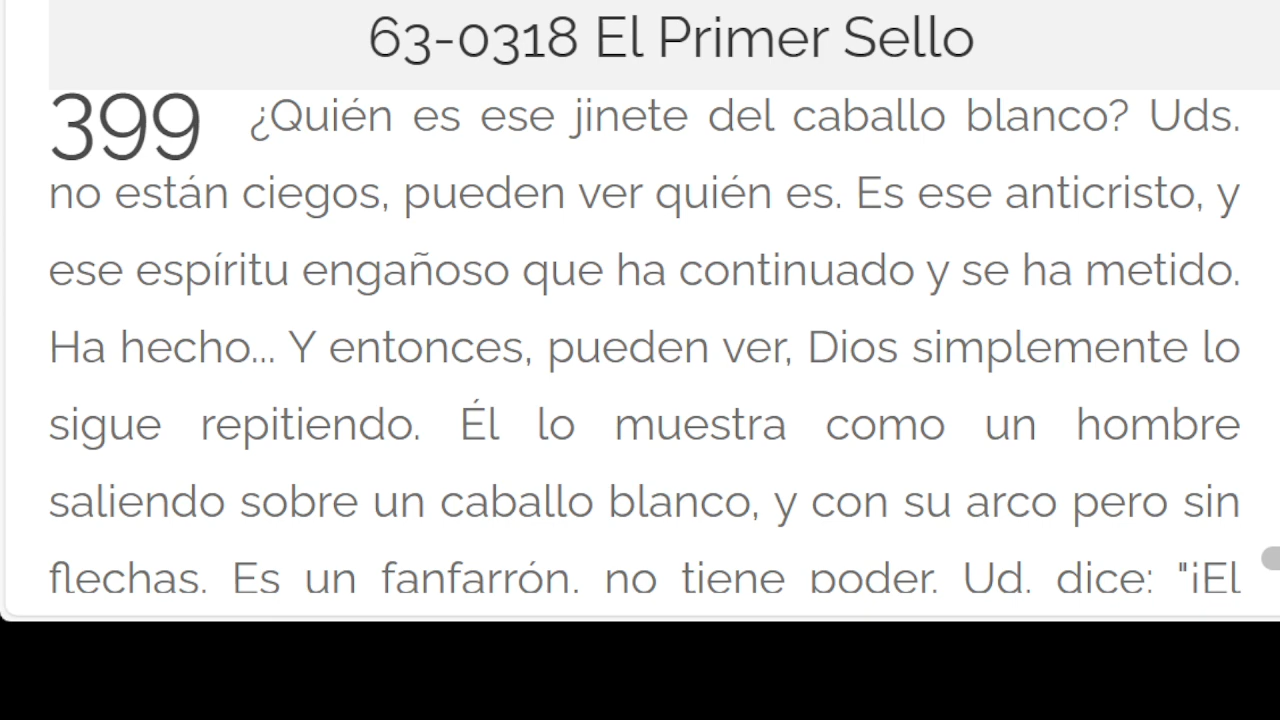 63-0318 El Primer Sello
399 ¿Quién es ese jinete del caballo blanco? Uds.
no están ciegos, pueden ver quién es. Es ese anticristo, y
ese espíritu engañoso que ha continuado y se ha metido.
Ha hecho... Y entonces, pueden ver, Dios simplemente lo
sigue repitiendo. Él lo muestra como un hombre
saliendo sobre un caballo blanco, y con su arco pero sin
flechas. Es un fanfarrón, no tiene poder. Ud. dice: "¡El